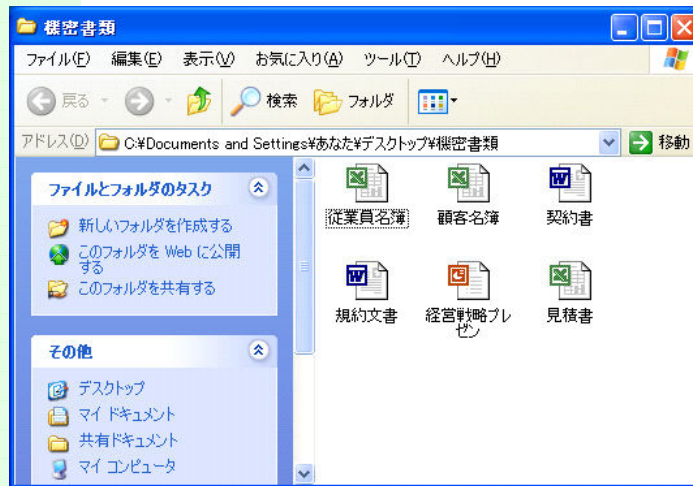 機密書類
ファイル(F) 編集(E) 表示(V) お気に入り(A) ツール(T) ヘルプ(H)
戻る 検索 フォルダ
アドレス(D) C:¥Documents and Settings¥あなた¥デスクトップ¥機密書類 移動
ファイルとフォルダのタスク
新しいフォルダを作成する
このフォルダを Web に公開
する
このフォルダを共有する
その他
デスクトップ
マイ ドキュメント
共有ドキュメント
マイ コンピュータ
従業員名簿 顧客名簿 契約書
規約文書 経営戦略プレ
ゼン 見積書